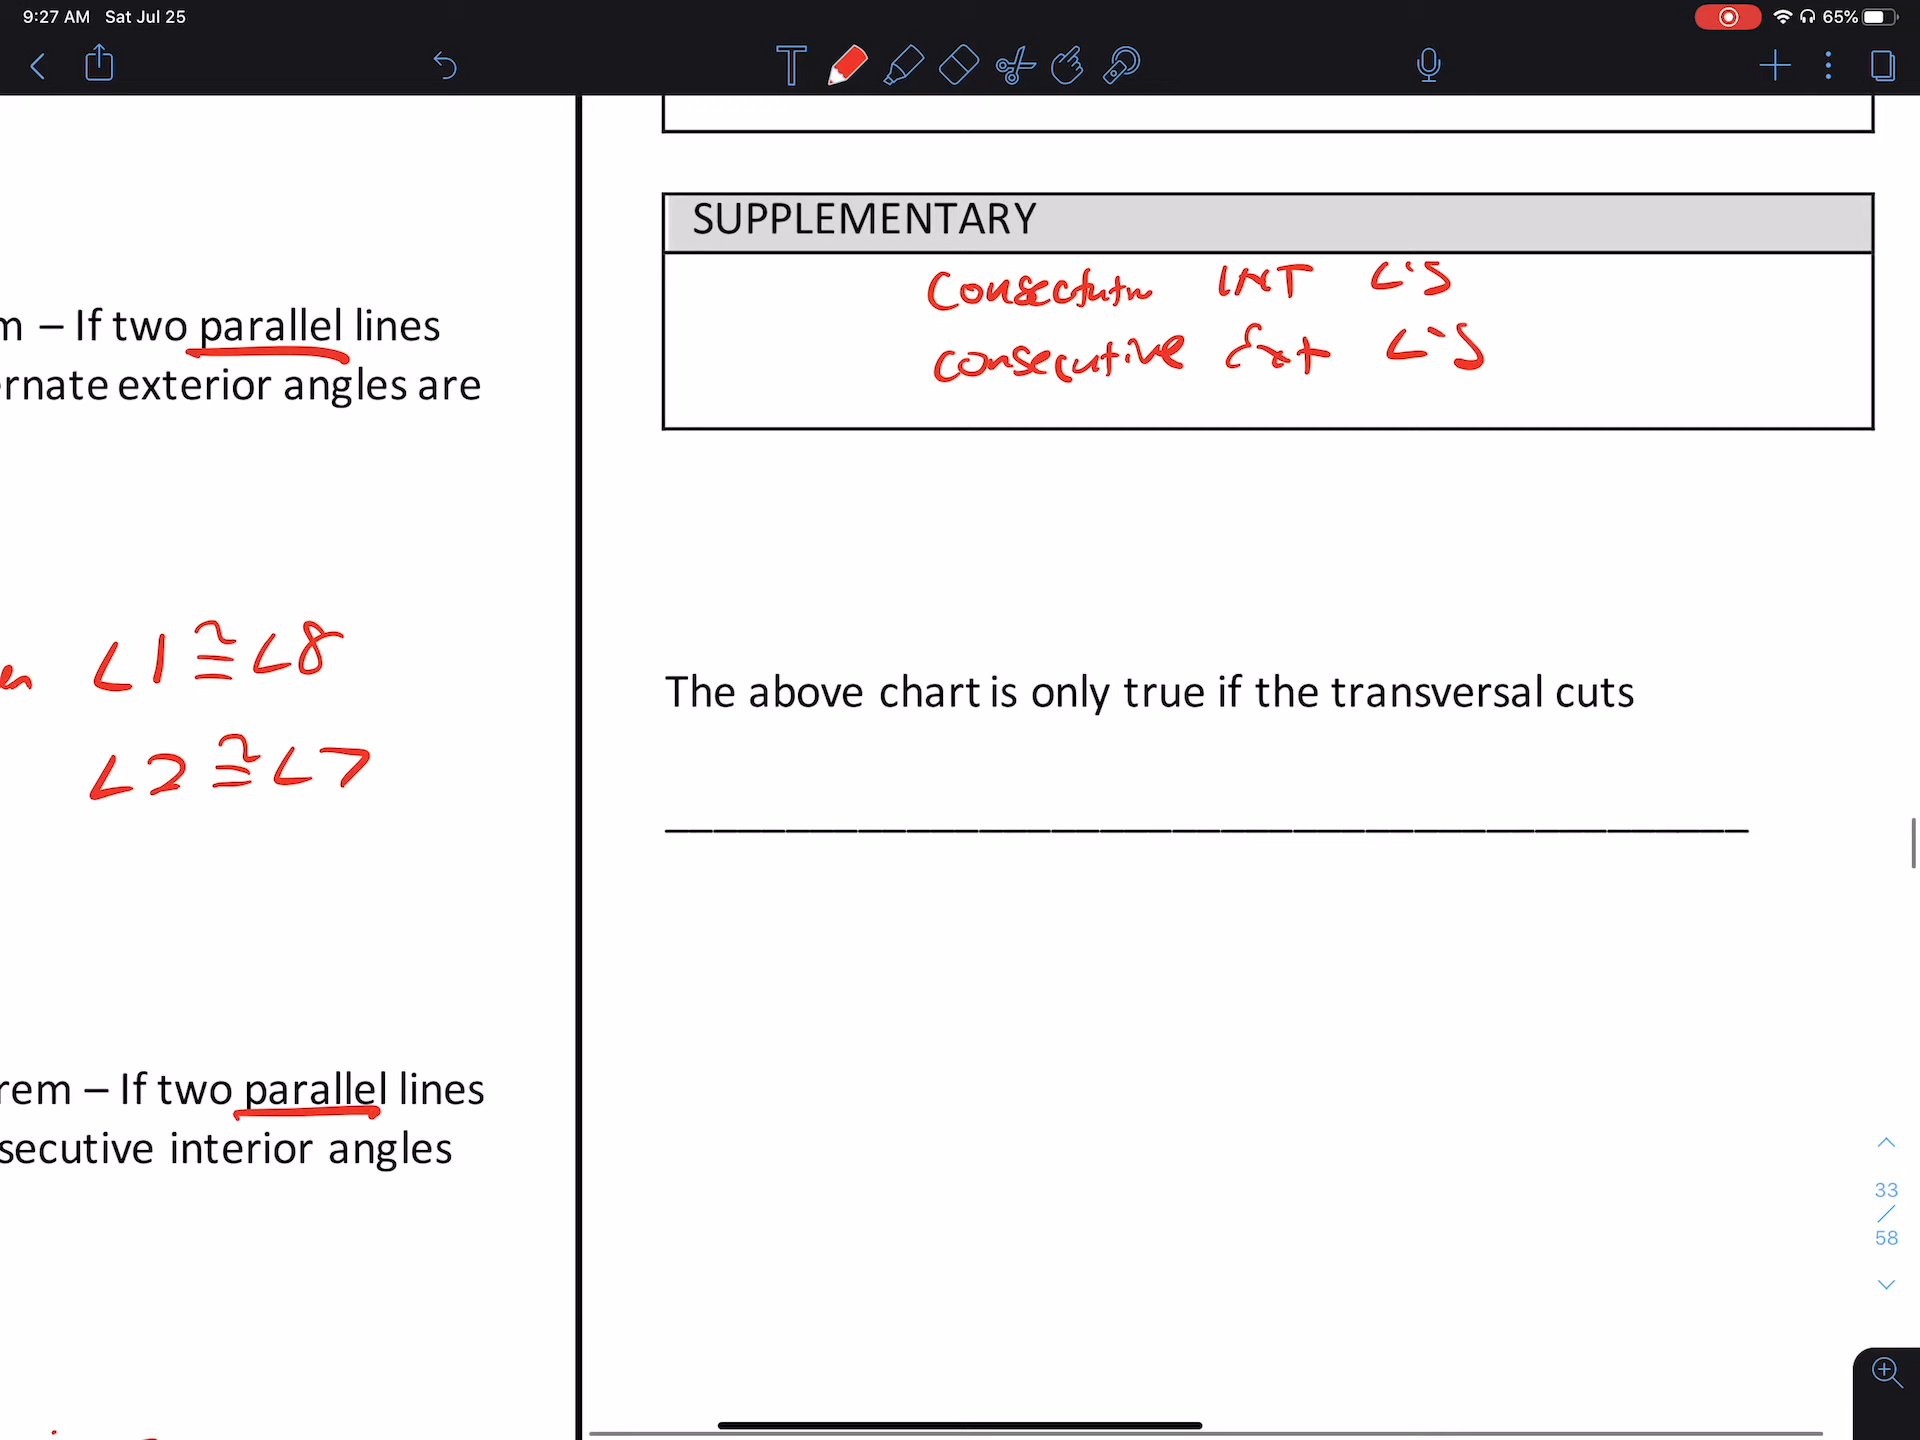 9:27 AM Sat Jul 25
65%
SUPPLEMENTARY
INT ∠'S
consecutive Ext ∠'S
m – If two parallel lines
ernate exterior angles are
en ∠1 ≅ ∠8
∠2 ≅ ∠7
The above chart is only true if the transversal cuts
rem – If two parallel lines
secutive interior angles
33
/
58